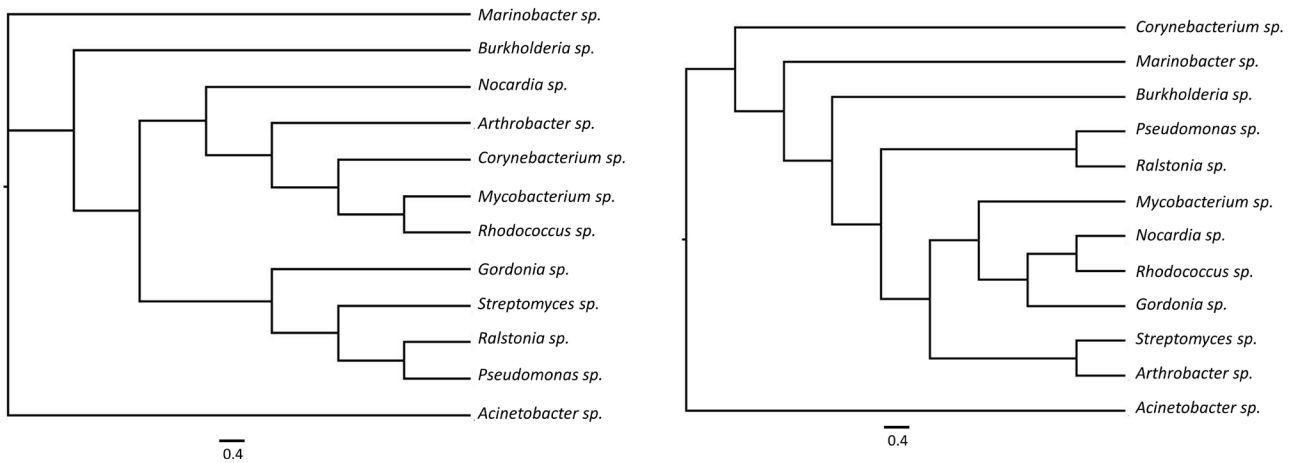 Marinobacter sp.
Burkholderia sp.
Nocardia sp.
Arthrobacter sp.
Corynebacterium sp.
Mycobacterium sp.
Rhodococcus sp.
Gordonia sp.
Streptomyces sp.
Ralstonia sp.
Pseudomonas sp.
Acinetobacter sp.
0.4
Corynebacterium sp.
Marinobacter sp.
Burkholderia sp.
Pseudomonas sp.
Ralstonia sp.
Mycobacterium sp.
Nocardia sp.
Rhodococcus sp.
Gordonia sp.
Streptomyces sp.
Arthrobacter sp.
Acinetobacter sp.
0.4